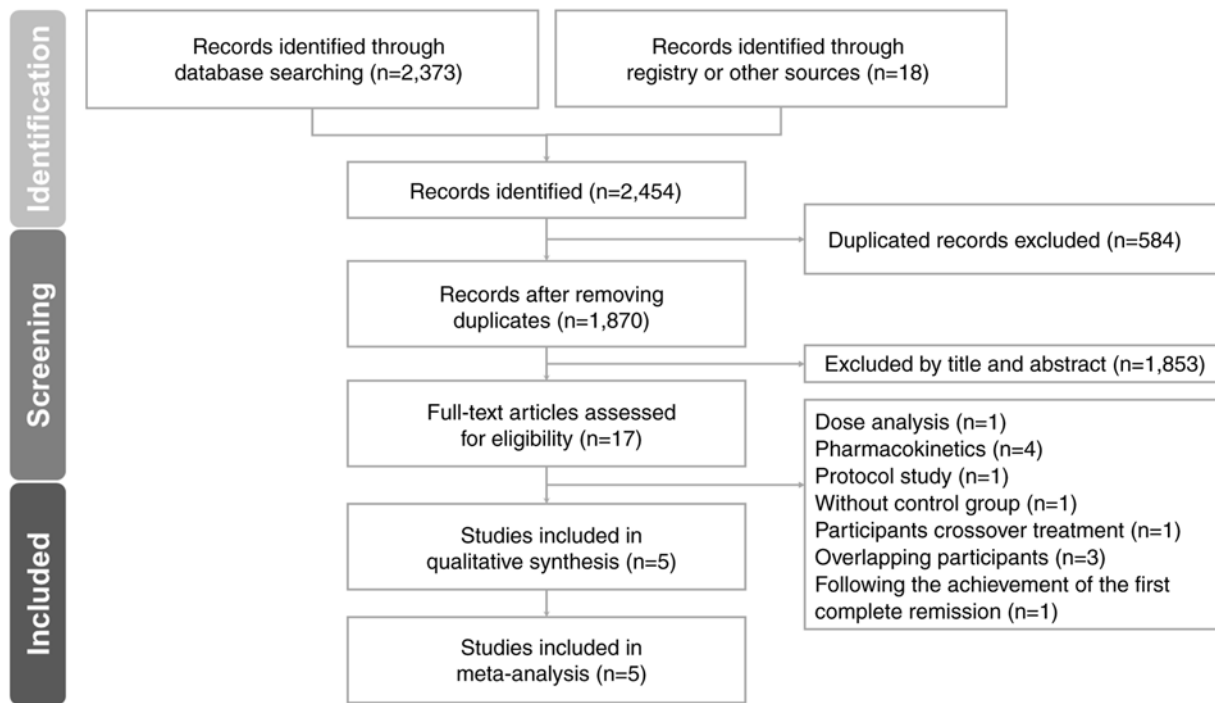 Identification
Records identified through
database searching (n=2,373)
Records identified through
registry or other sources (n=18)
Records identified (n=2,454)
Duplicated records excluded (n=584)
Screening
Records after removing
duplicates (n=1,870)
Excluded by title and abstract (n=1,853)
Full-text articles assessed
for eligibility (n=17)
Dose analysis (n=1)
Pharmacokinetics (n=4)
Protocol study (n=1)
Without control group (n=1)
Participants crossover treatment (n=1)
Overlapping participants (n=3)
Following the achievement of the first
complete remission (n=1)
Included
Studies included in
qualitative synthesis (n=5)
Studies included in
meta-analysis (n=5)